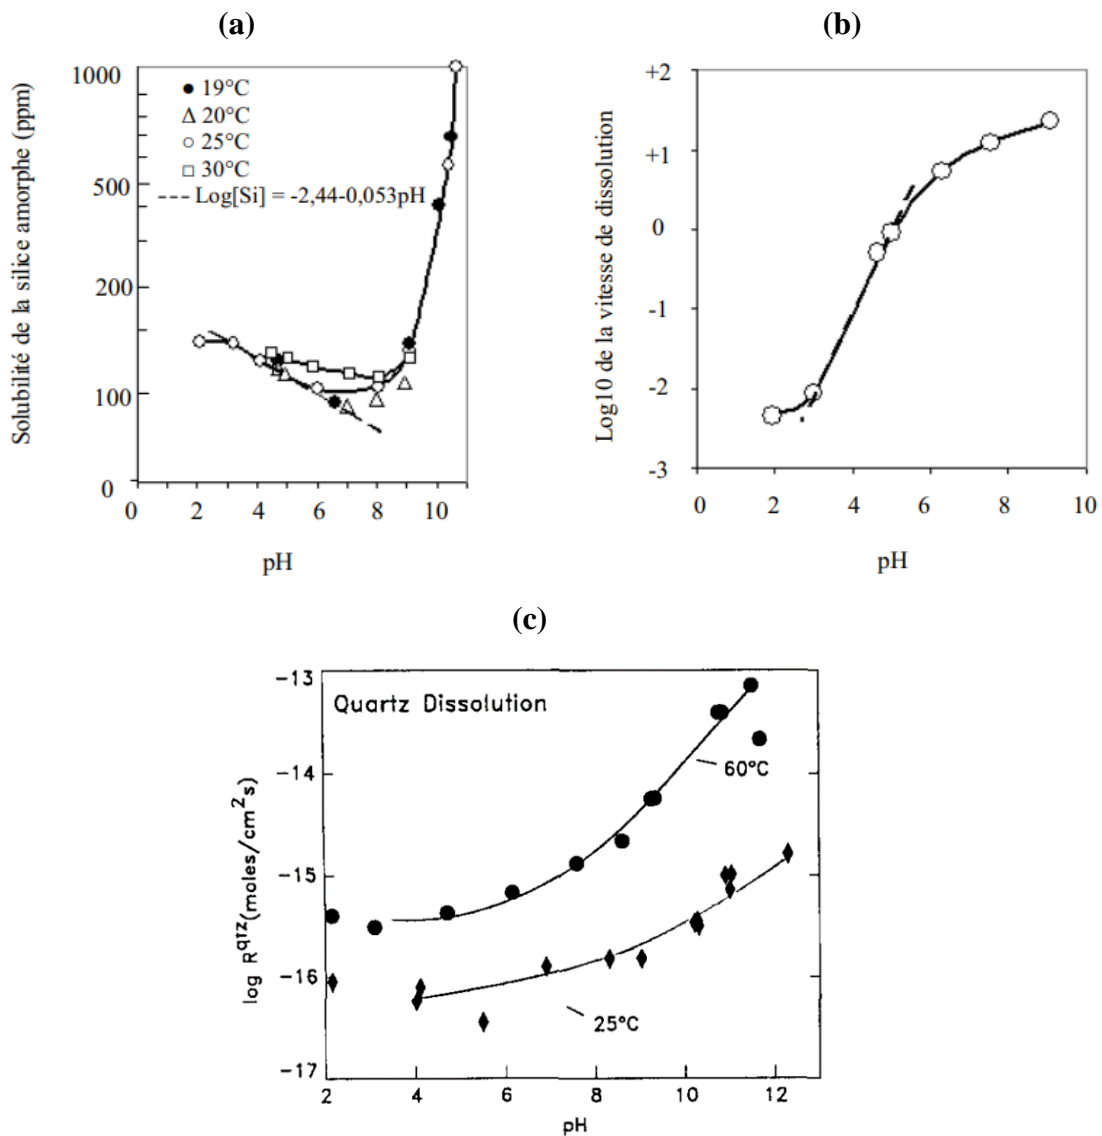 (a)
1000
500
200
100
0
Solubilité de la silice amorphe (ppm)
● 19°C
△ 20°C
○ 25°C
□ 30°C
--- Log[Si] = -2,44-0,053pH
0 2 4 6 8 10
pH
(b)
+2
+1
0
-1
-2
-3
Log10 de la vitesse de dissolution
0 2 4 6 8 10
pH
(c)
-13
-14
-15
-16
-17
log R^qtz(moles/cm²s)
Quartz Dissolution
60°C
25°C
2 4 6 8 10 12
pH